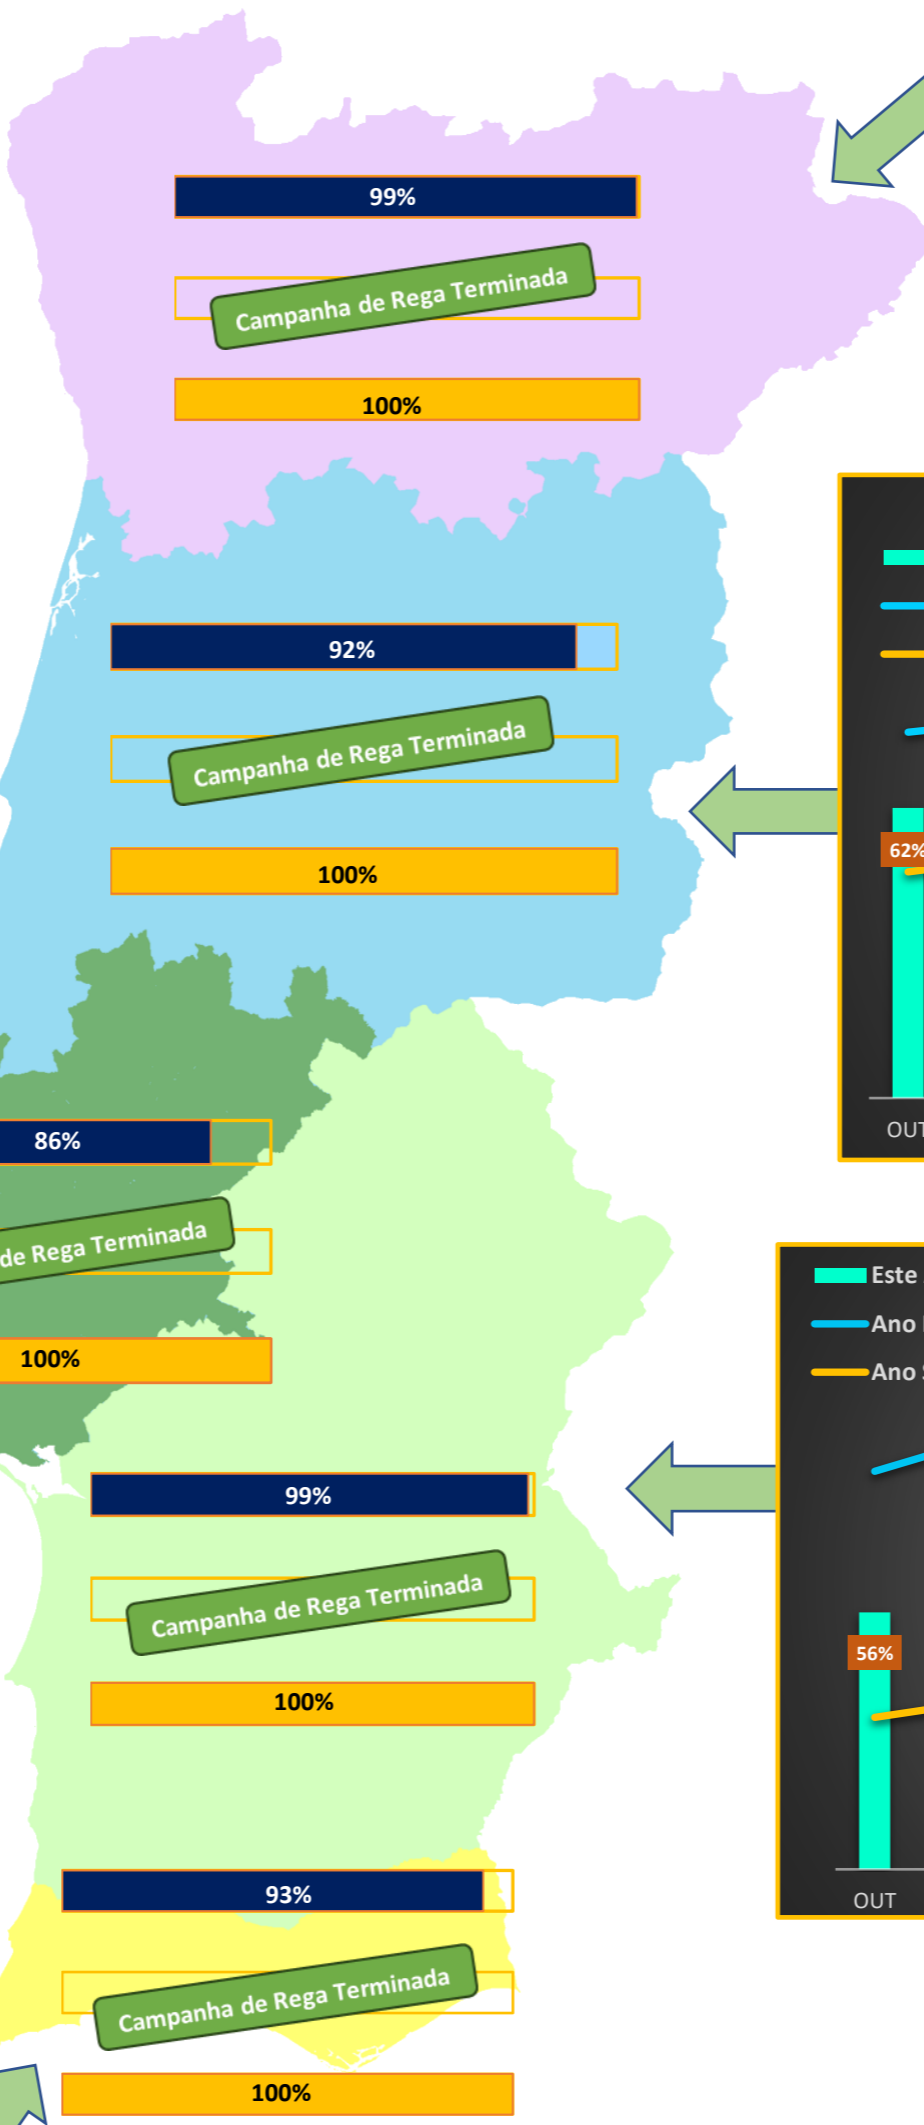 99%
Campanha de Rega Terminada
100%
92%
Campanha de Rega Terminada
100%
62%
OUT
86%
de Rega Terminada
100%
Este
Ano
Ano
99%
Campanha de Rega Terminada
100%
56%
OUT
93%
Campanha de Rega Terminada
100%